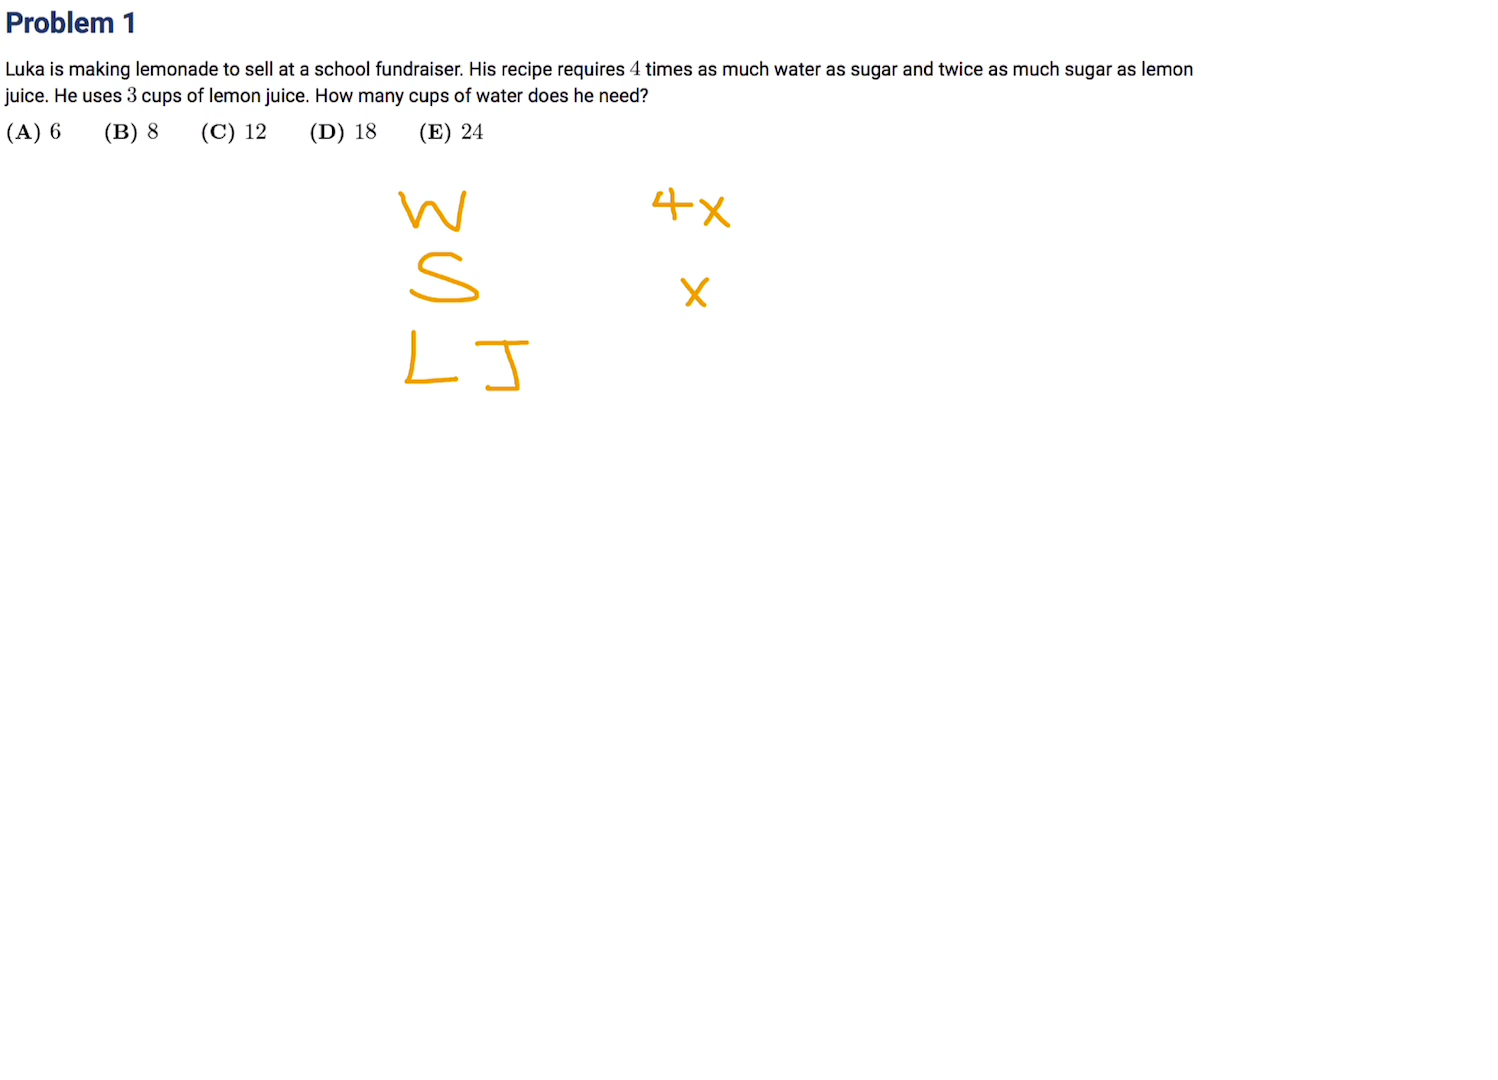 Problem 1
Luka is making lemonade to sell at a school fundraiser. His recipe requires 4 times as much water as sugar and twice as much sugar as lemon
juice. He uses 3 cups of lemon juice. How many cups of water does he need?
(A) 6 (B) 8 (C) 12 (D) 18 (E) 24
W 4x
S x
LJ